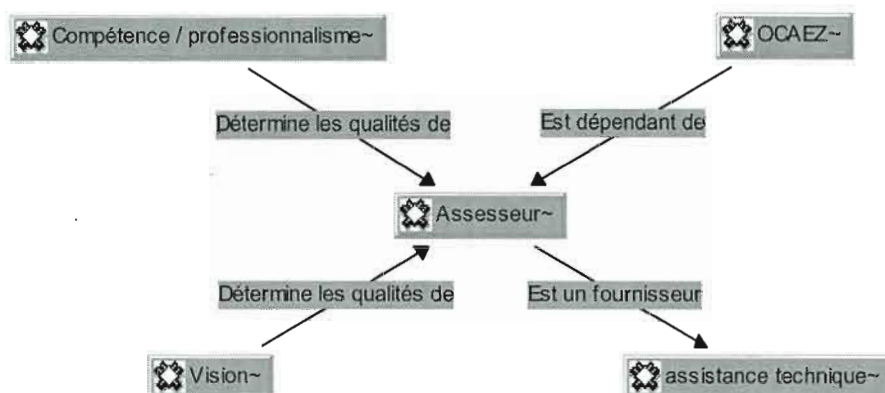 Compétence / professionnalisme~
OCAEZ~
Détermine les qualités de
Est dépendant de
Assesseur~
Détermine les qualités de
Est un fournisseur
Vision~
assistance technique~